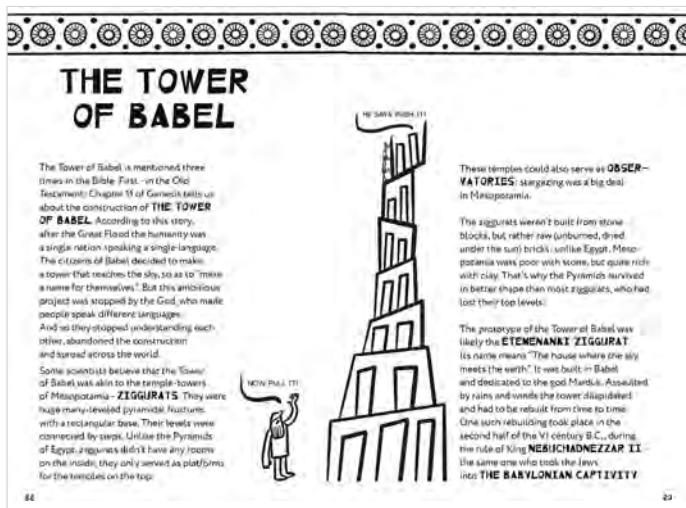 THE TOWER
OF BABEL
The Tower of Babel is mentioned three
times in the Bible. First - in the Old
Testament: Chapter 11 of Genesis tells us
about the construction of THE TOWER
OF BABEL. According to this story,
after the Great Flood the humanity was
a single nation speaking a single language.
The citizens of Babel decided to make
a tower that reaches the sky, so as to "make
a name for themselves". But this ambitious
project was stopped by the God, who made
people speak different languages.
And so they stopped understanding each
other, abandoned the construction
and spread across the world.
Some scientists believe that the Tower
of Babel was akin to the temple-towers
of Mesopotamia - ZIGGURATS. They were
huge many-leveled pyramidal fructures
with a rectangular base. Their levels were
connected by steps. Unlike the Pyramids
of Egypt, ziggurats didn't have any rooms
on the inside, they only served as platforms
for the temples on the top.
22
NOW PULL IT!
HE SAYS PUSH IT!
These temples could also serve as OBSER-
VATORIES: stargazing was a big deal
in Mesopotamia.
The ziggurats weren't built from stone
blocks, but rather raw (unburned, dried
under the sun) bricks: unlike Egypt, Meso-
potamia wass poor with stone, but quite rich
with clay. That's why the Pyramids survived
in better shape than most ziggurats, who had
lost their top levels.
The prototype of the Tower of Babel was
likely the ETEMENANKI ZIGGURAT.
Its name means "The house where the sky
meets the earth". It was built in Babel
and dedicated to the god Marduk. Assaulted
by rains and winds the tower dilapidated
and had to be rebuilt from time to time.
One such rebuilding took place in the
second half of the VI century B.C., during
the rule of King NEBUCHADNEZZAR II -
the same one who took the Jews
into THE BABYLONIAN CAPTIVITY.
23